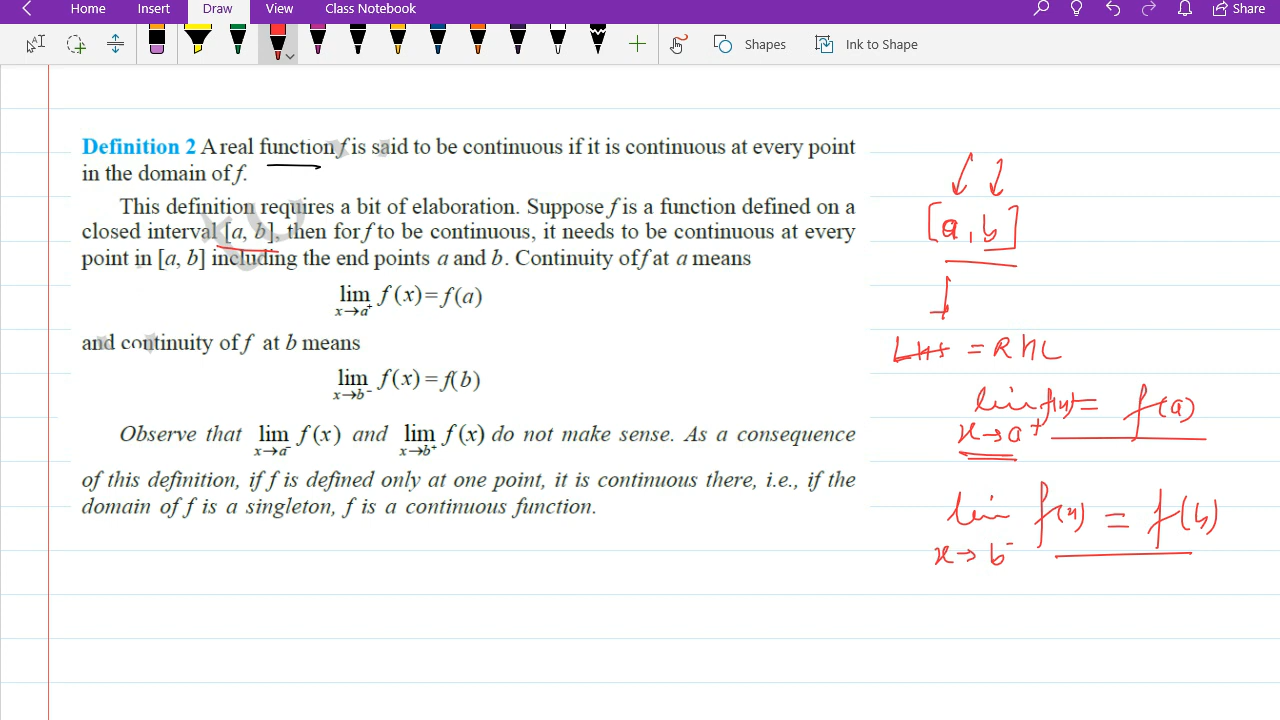 Home Insert Draw View Class Notebook Share
Shapes Ink to Shape
Definition 2 A real function f is said to be continuous if it is continuous at every point
in the domain of f.
This definition requires a bit of elaboration. Suppose f is a function defined on a
closed interval [a, b], then for f to be continuous, it needs to be continuous at every
point in [a, b] including the end points a and b. Continuity of f at a means
lim f (x) = f (a)
x→a⁺
and continuity of f at b means
lim f (x) = f(b)
x→b⁻
Observe that lim f (x) and lim f (x) do not make sense. As a consequence
x→a⁻ x→b⁺
of this definition, if f is defined only at one point, it is continuous there, i.e., if the
domain of f is a singleton, f is a continuous function.
[a, b]
= RHL
lim f(x) = f(a)
x→a⁺
lim f(x) = f(b)
x→b⁻